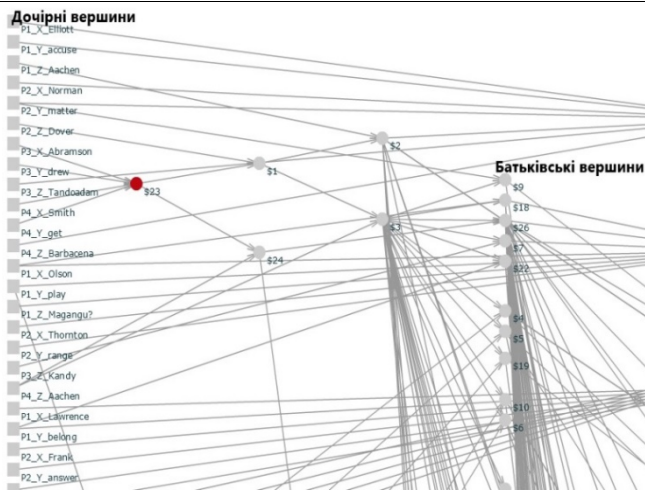 Дочірні вершини
P1_X_Elliott
P1_Y_accuse
P1_Z_Aachen
P2_X_Norman
P2_Y_matter
P2_Z_Dover
P3_X_Abramson
P3_Y_drew
P3_Z_Tandoadam
P4_X_Smith
P4_Y_get
P4_Z_Barbacena
P1_X_Olson
P1_Y_play
P1_Z_Magangu?
P2_X_Thornton
P2_Y_range
P3_Z_Kandy
P4_Z_Aachen
P1_X_Lawrence
P1_Y_belong
P2_X_Frank
P2_Y_answer
$23
$1
$24
$2
$3
Батьківські вершини
$9
$18
$26
$7
$22
$4
$5
$19
$10
$6